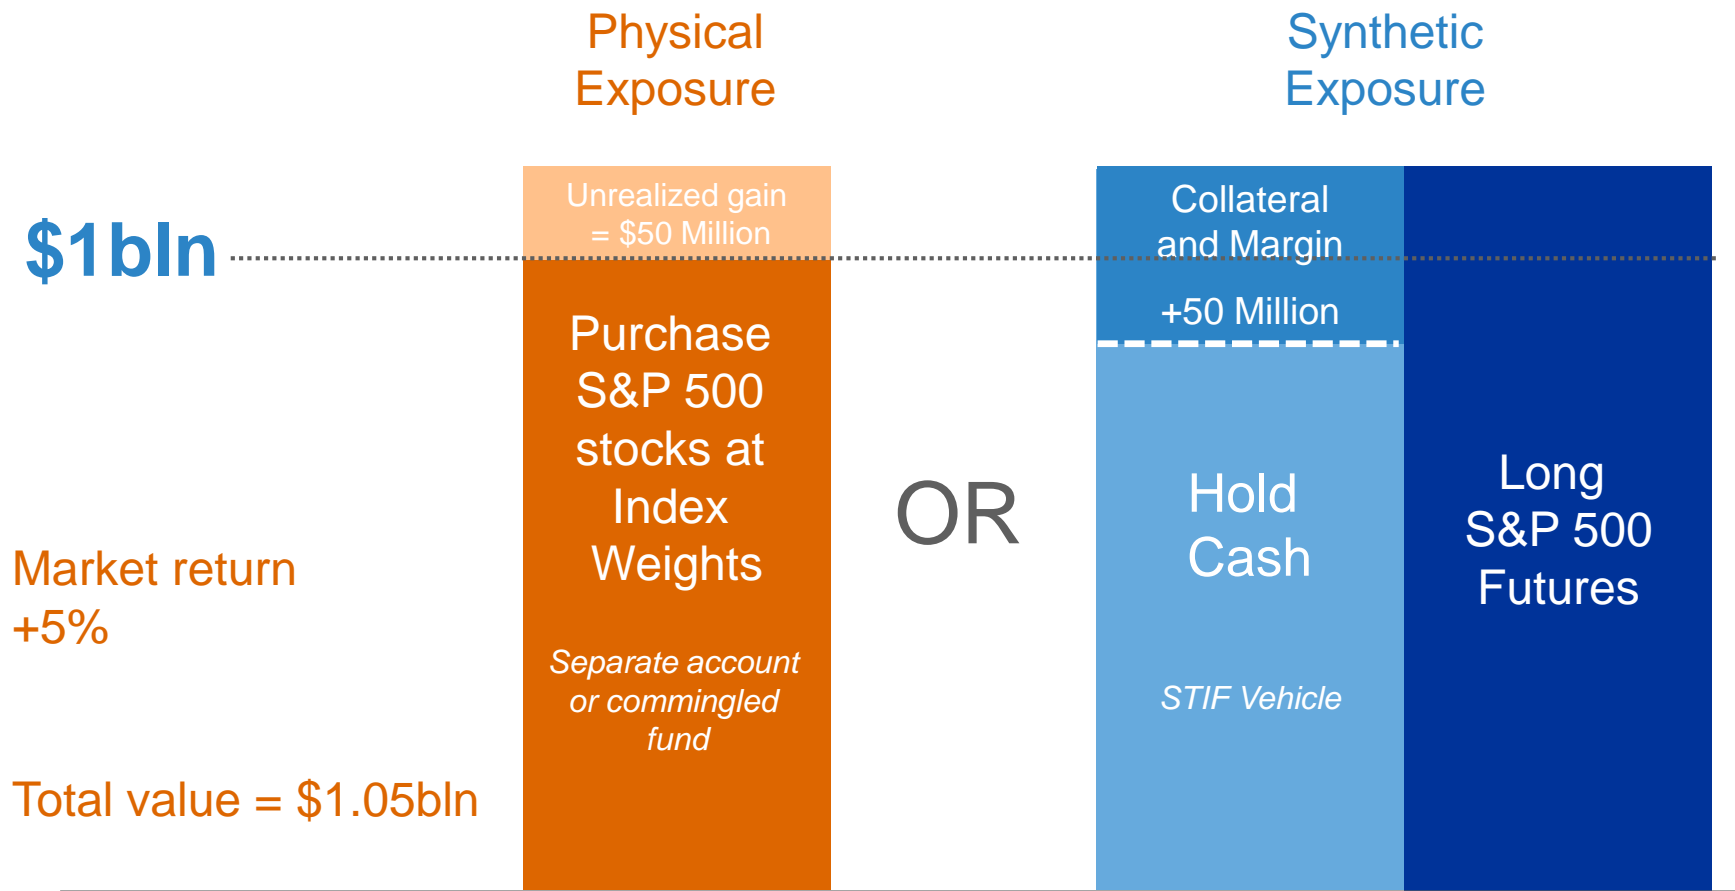 Physical
Exposure
Synthetic
Exposure
$1bln
Unrealized gain
= $50 Million
Purchase
S&P 500
stocks at
Index
Weights
Separate account
or commingled
fund
Market return
+5%
Total value = $1.05bln
OR
Collateral
and Margin
+50 Million
Hold
Cash
STIF Vehicle
Long
S&P 500
Futures